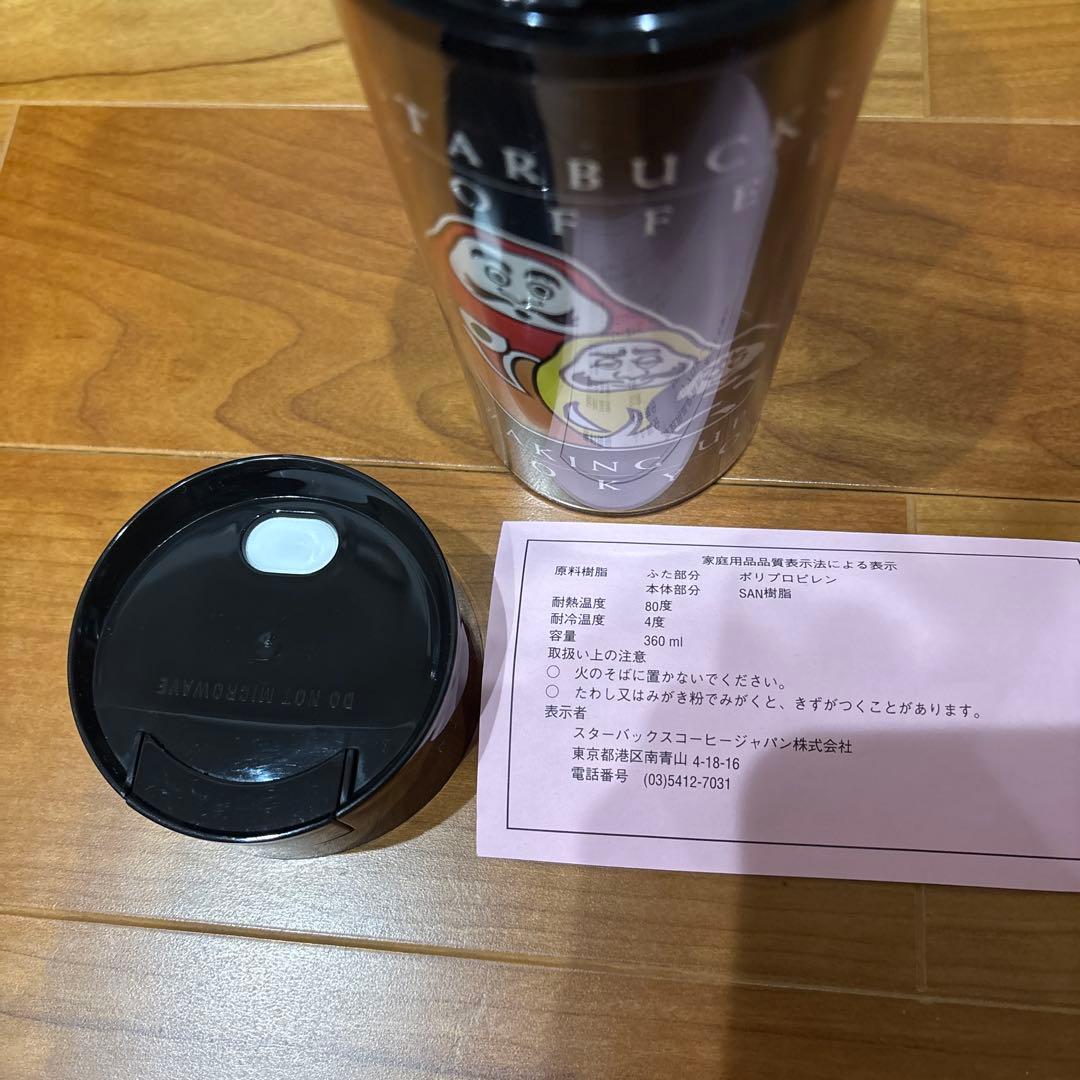 TARBUCK
OFFE
AKING
OKY
DO NOT MICROWAVE
家庭用品品質表示法による表示
原料樹脂 ふた部分 ポリプロピレン
本体部分 SAN樹脂
耐熱温度 80度
耐冷温度 4度
容量 360 ml
取扱い上の注意
○ 火のそばに置かないでください。
○ たわし又はみがき粉でみがくと、きずがつくことがあります。
表示者
スターバックスコーヒージャパン株式会社
東京都港区南青山 4-18-16
電話番号 (03)5412-7031